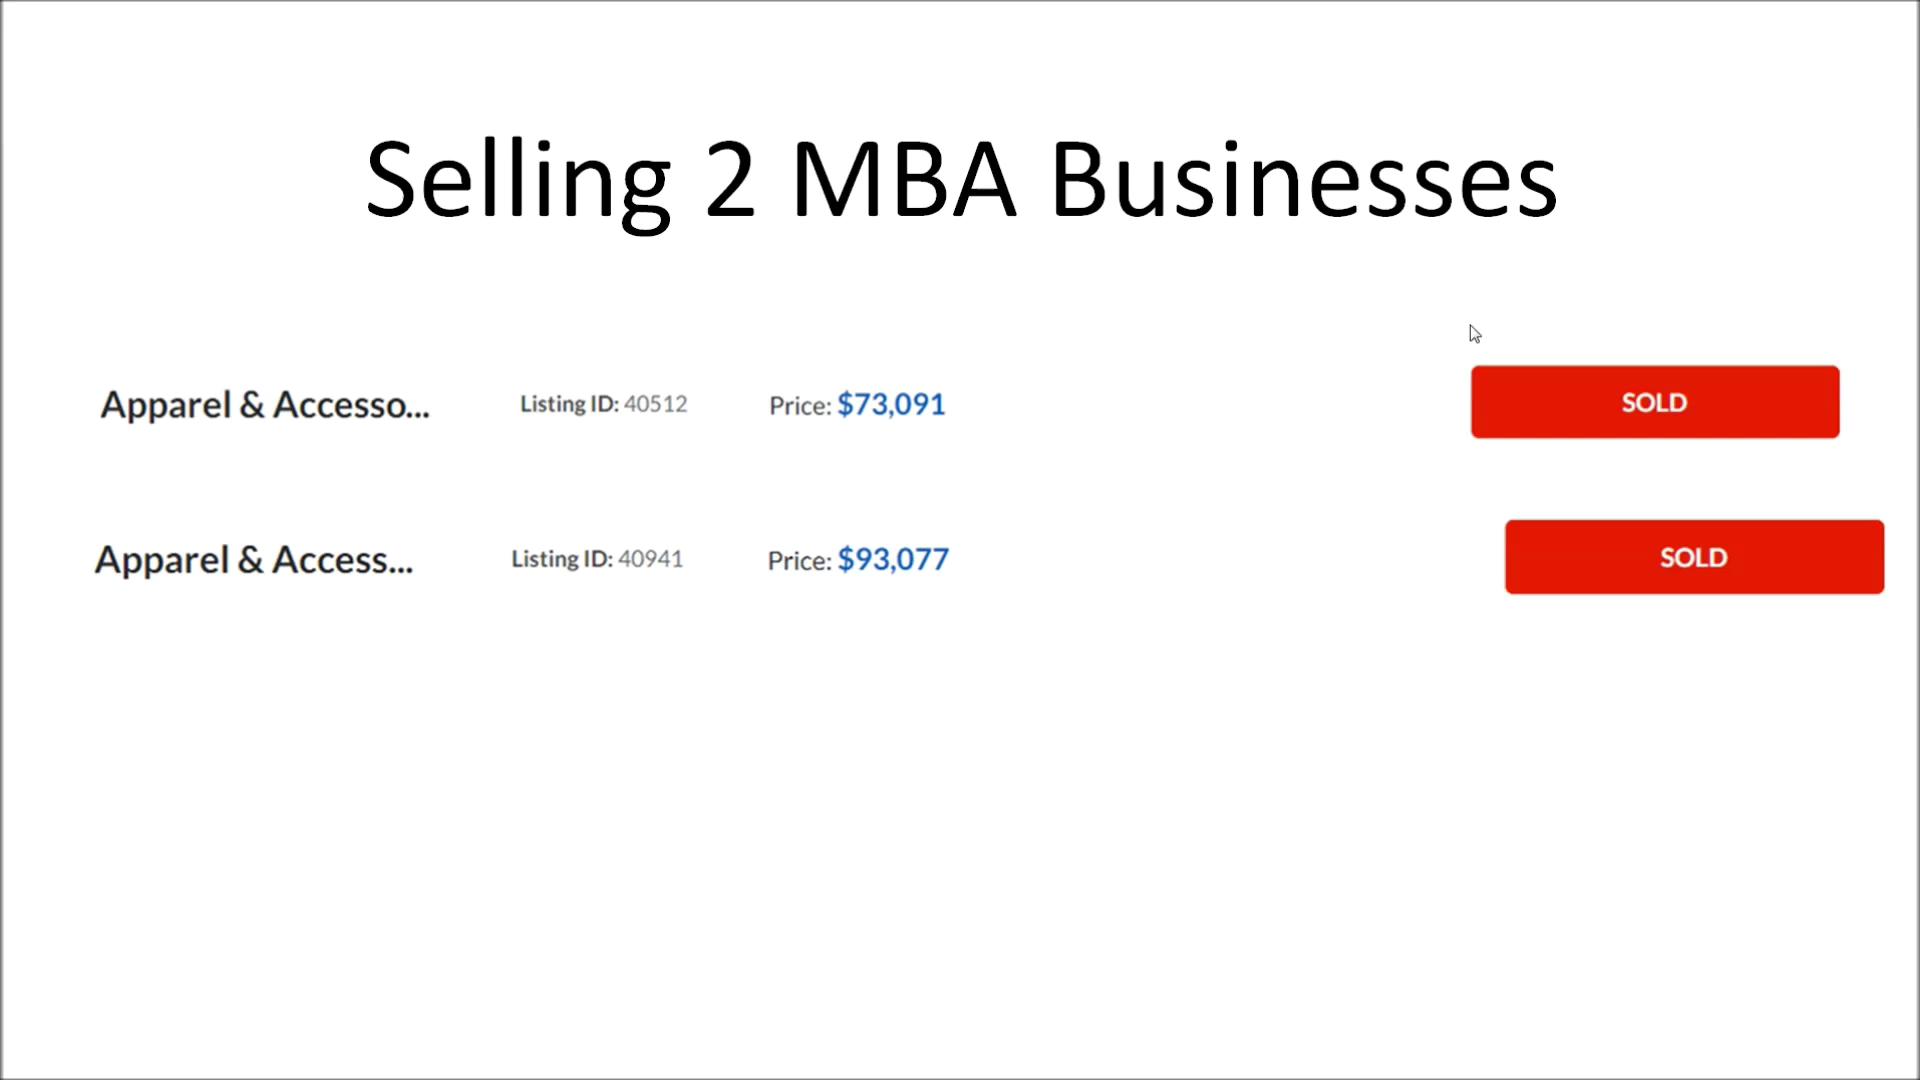 Selling 2 MBA Businesses
Apparel & Accesso... Listing ID: 40512 Price: $73,091 SOLD
Apparel & Access... Listing ID: 40941 Price: $93,077 SOLD